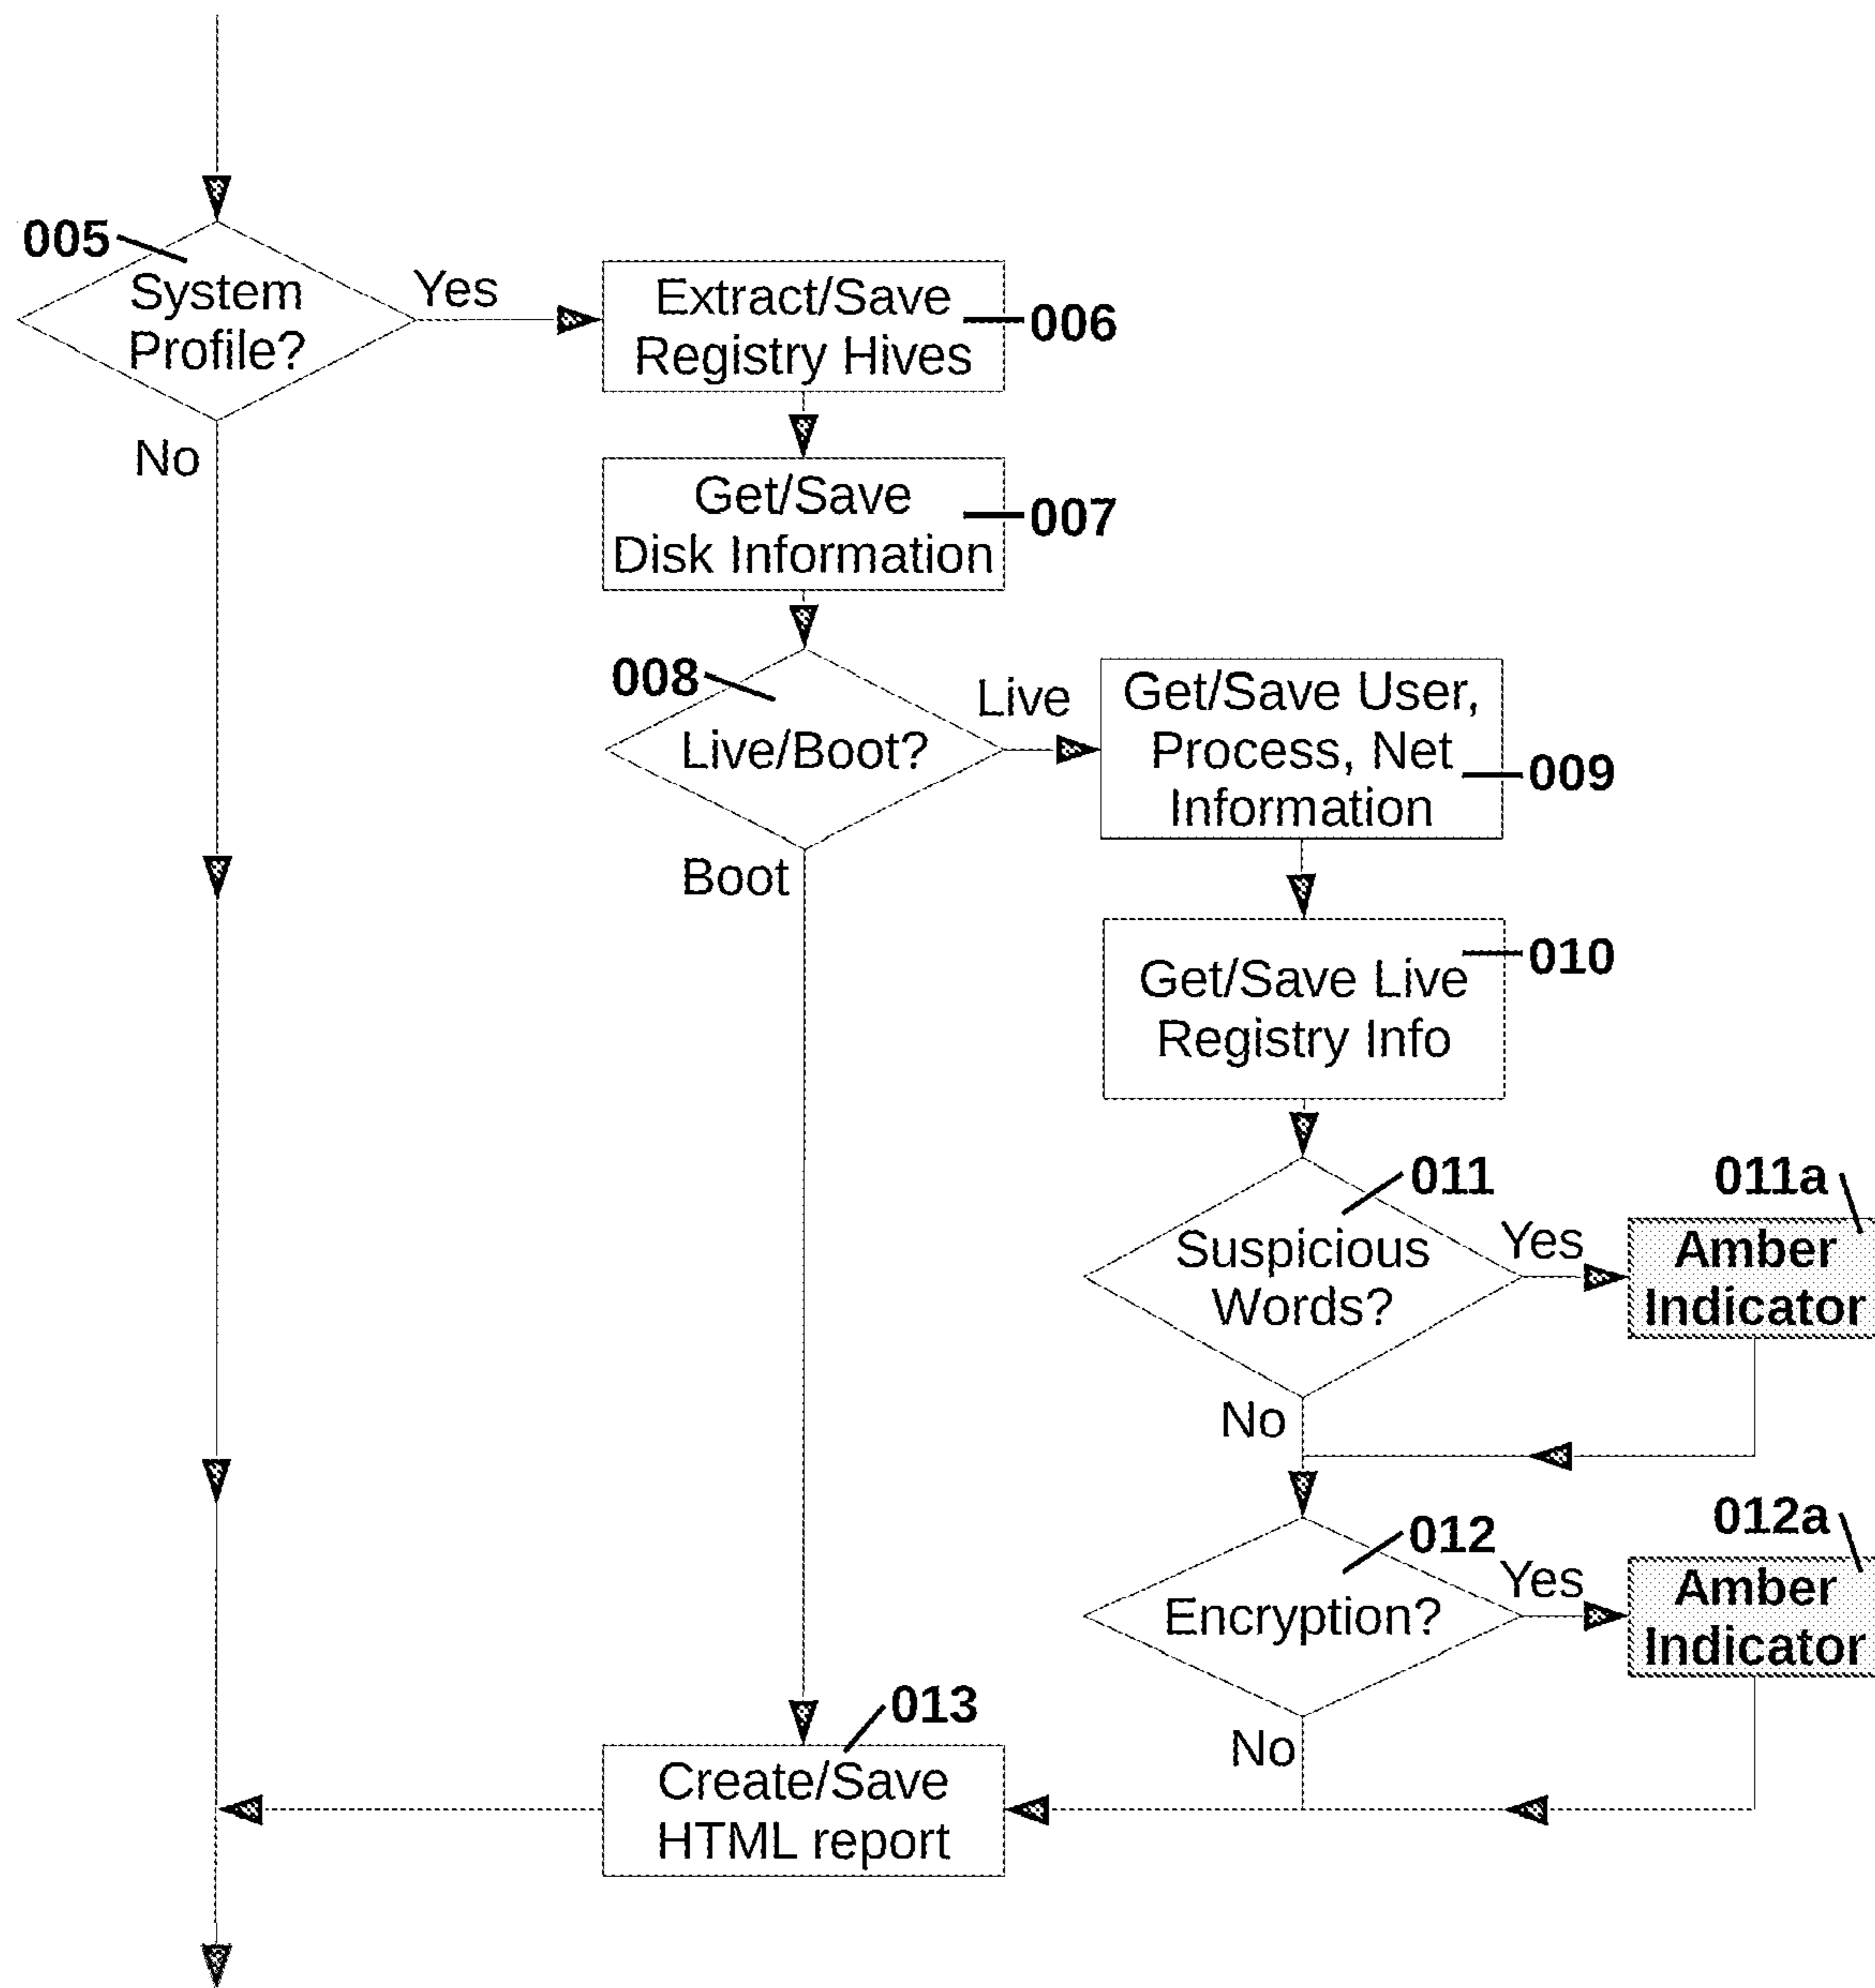 005
System
Profile?
Yes
No
Extract/Save
Registry Hives
006
Get/Save
Disk Information
007
008
Live/Boot?
Live
Boot
Get/Save User,
Process, Net
Information
009
Get/Save Live
Registry Info
010
011
Suspicious
Words?
Yes
No
011a
Amber
Indicator
012
Encryption?
Yes
No
012a
Amber
Indicator
013
Create/Save
HTML report